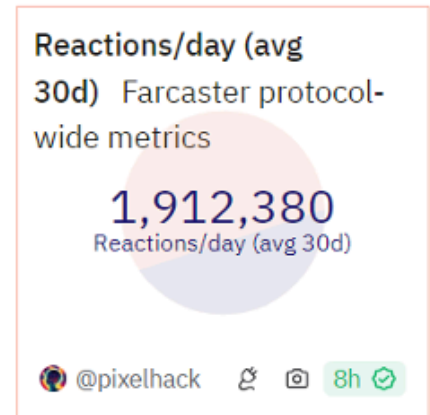 Reactions/day (avg
30d) Farcaster protocol-
wide metrics
1,912,380
Reactions/day (avg 30d)
@pixelhack 8h